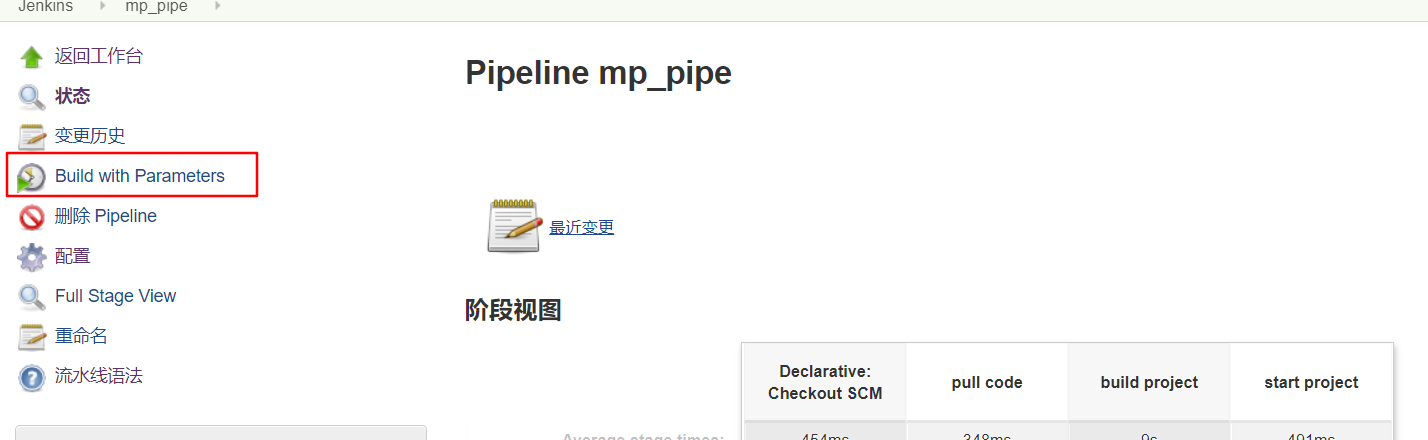 Jenkins mp_pipe
返回工作台
状态
变更历史
Build with Parameters
删除 Pipeline
配置
Full Stage View
重命名
流水线语法
Pipeline mp_pipe
最近变更
阶段视图
Declarative:
Checkout SCM
pull code
build project
start project
Average stage times:
454ms
348ms
9s
491ms